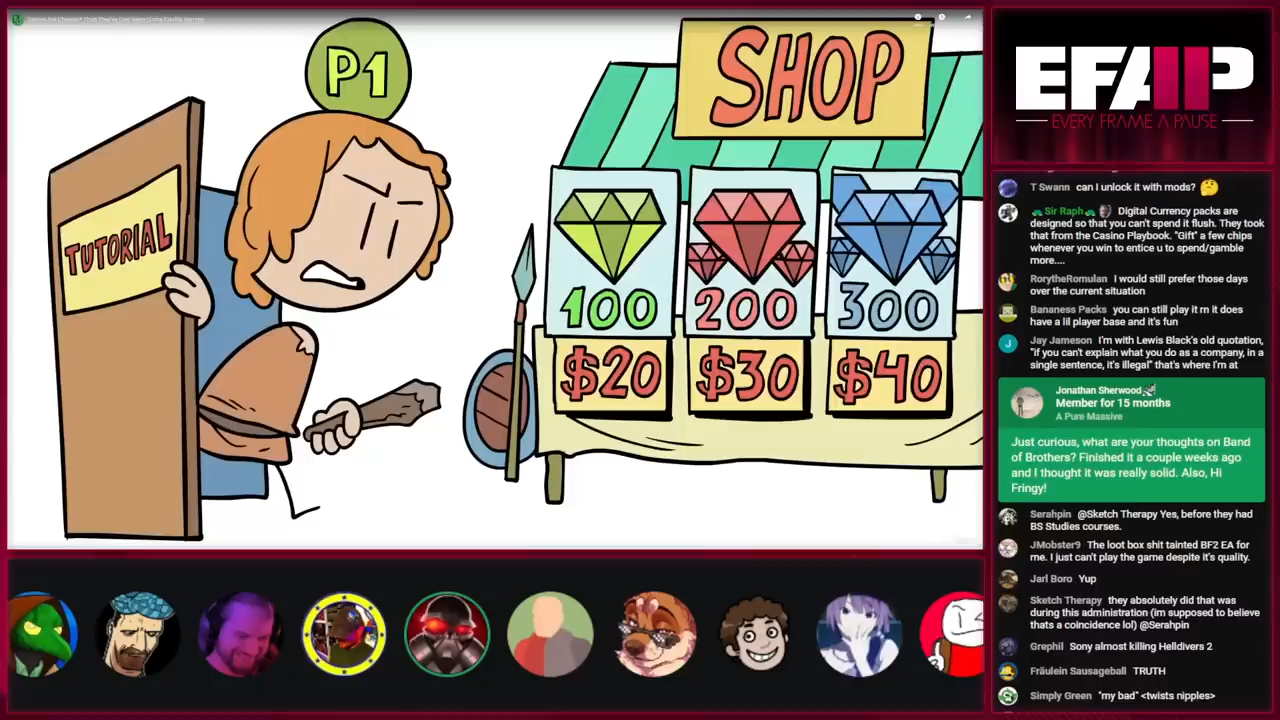 P1
TUTORIAL
SHOP
100
200
300
$20
$30
$40
EFAP
EVERY FRAME A PAUSE
T Swann can I unlock it with mods? 🤔
Sir Raph Digital Currency packs are
designed so that you can't spend it flush. They took
that from the Casino Playbook. "Gift" a few chips
whenever you win to entice u to spend/gamble
more....
RorytheRomulan I would still prefer those days
over the current situation
Bananess Packs you can still play it rn it does
have a lil player base and it's fun
J
Jay Jameson I'm with Lewis Black's old quotation,
"if you can't explain what you do as a company, in a
single sentence, it's illegal" that's where I'm at
Jonathan Sherwood
Member for 15 months
A Pure Massive
Just curious, what are your thoughts on Band
of Brothers? Finished it a couple weeks ago
and I thought it was really solid. Also, Hi
Fringy!
Serahpin @Sketch Therapy Yes, before they had
BS Studies courses.
JMobster9 The loot box shit tainted BF2 EA for
me. I just can't play the game despite it's quality.
Jarl Boro Yup
Sketch Therapy they absolutely did that was
during this administration (im supposed to believe
thats a coincidence lol) @Serahpin
Grephil Sony almost killing Helldivers 2
Fräulein Sausageball TRUTH
Simply Green "my bad" <twists nipples>